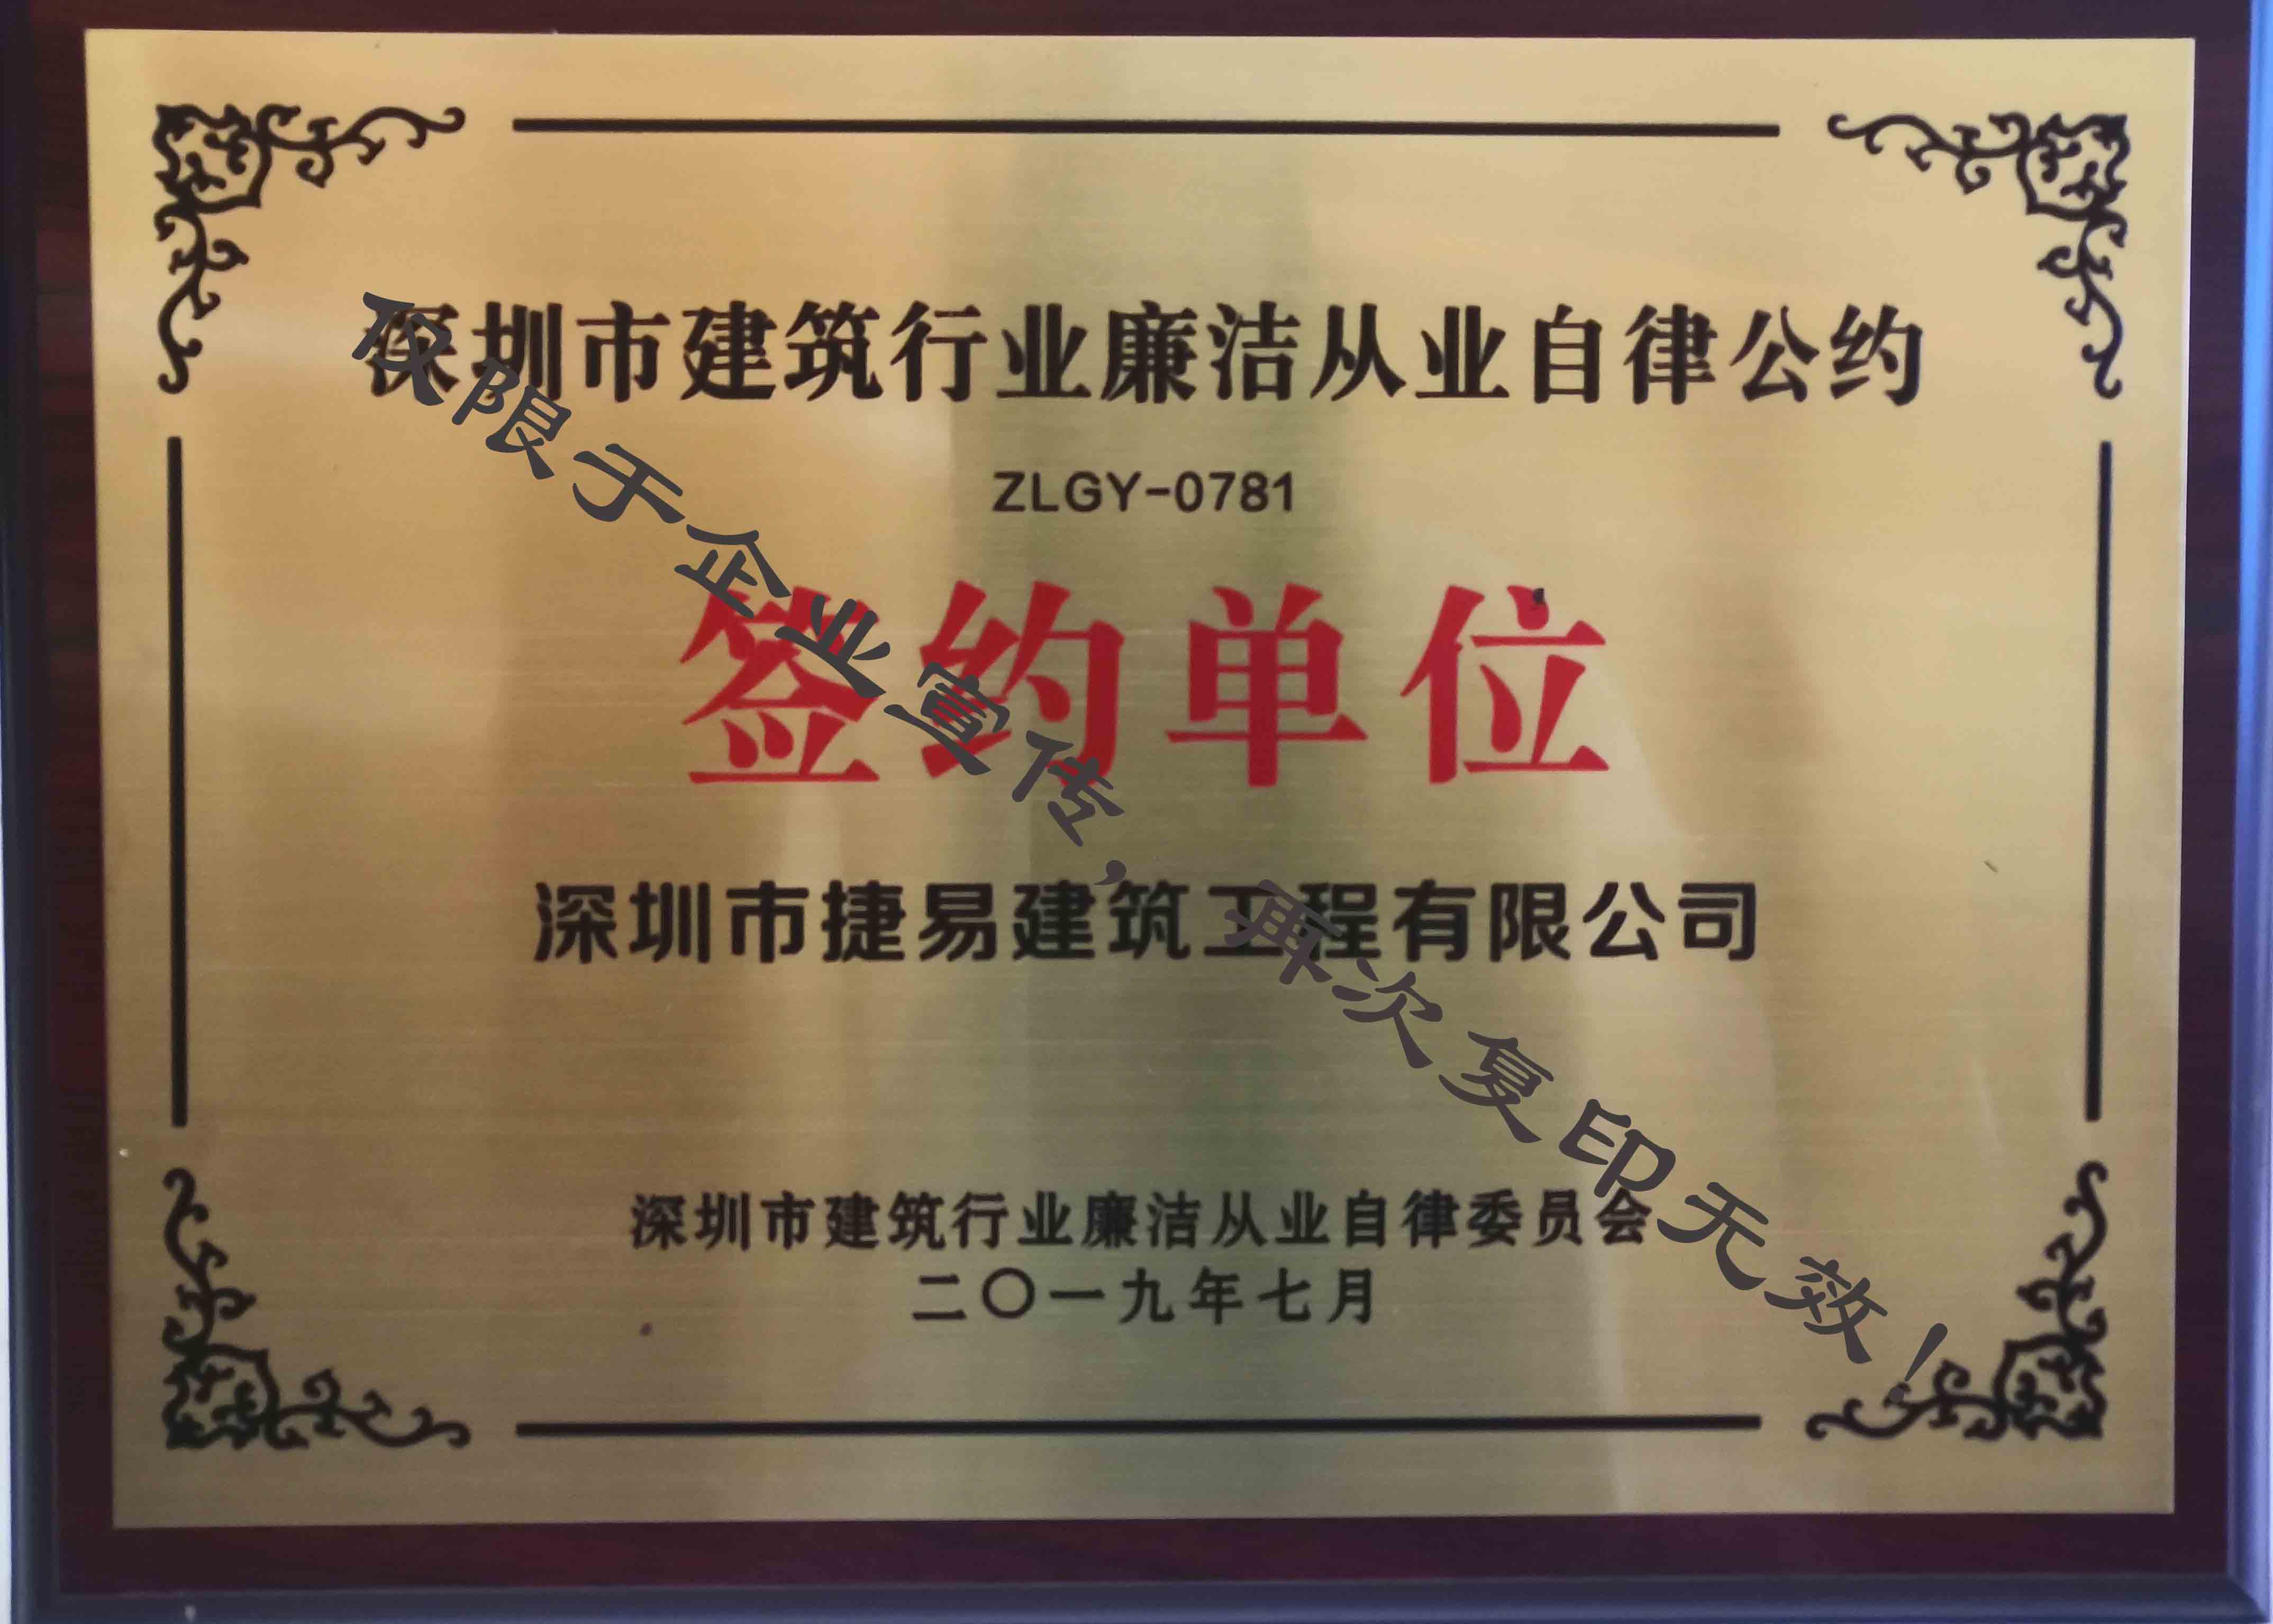 深圳市建筑行业廉洁从业自律公约
ZLGY-0781
签约单位
深圳市捷易建筑工程有限公司
深圳市建筑行业廉洁从业自律委员会
二〇一九年七月
仅限于企业宣传，再次复印无效！